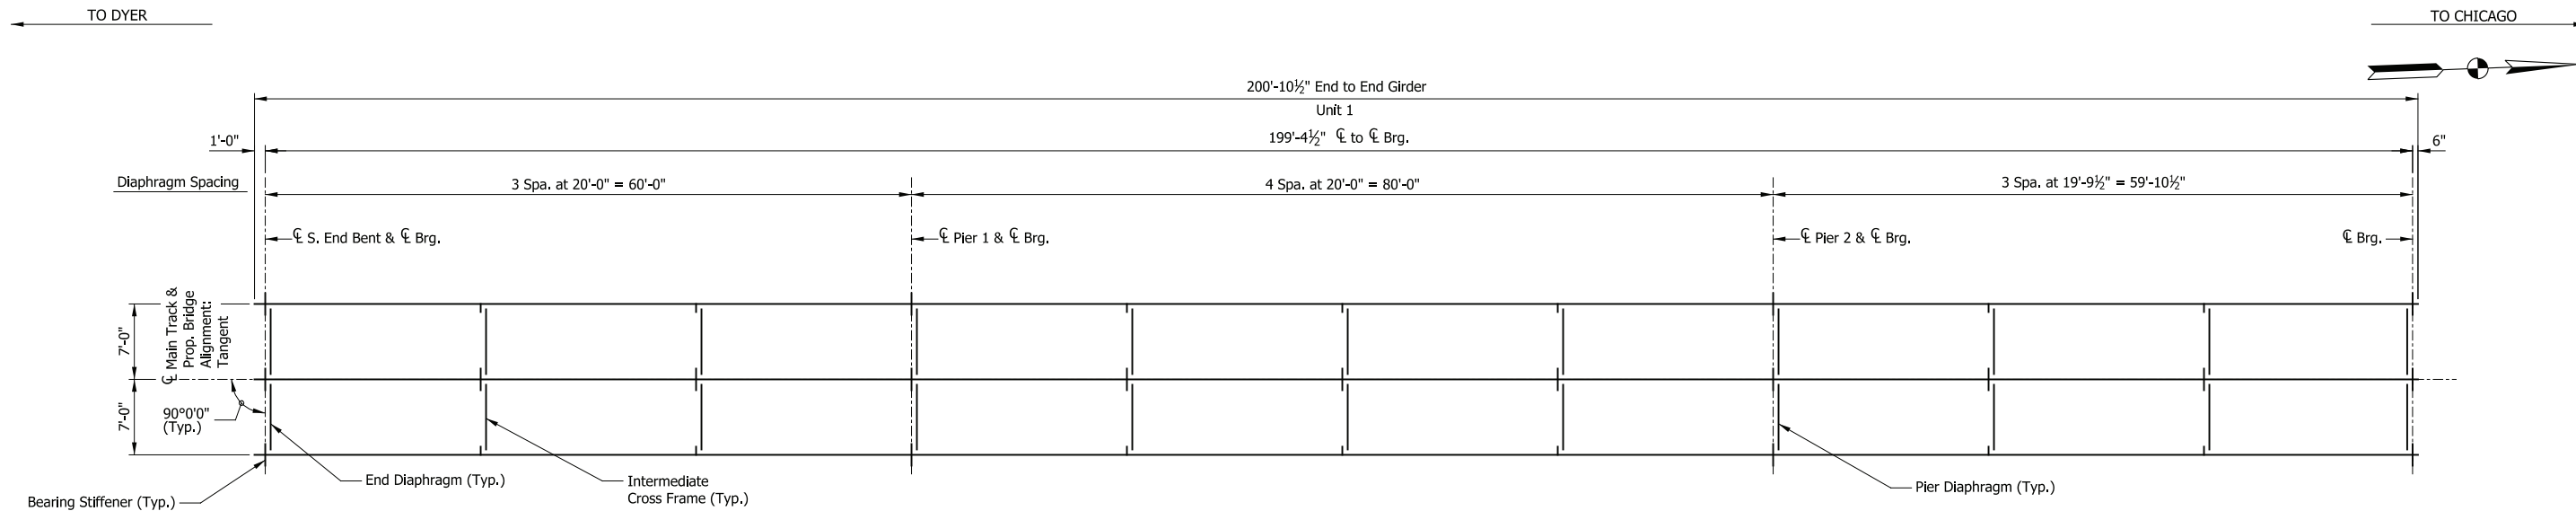 TO DYER
TO CHICAGO
200'-10½" End to End Girder
Unit 1
1'-0"
199'-4½" ℄ to ℄ Brg.
6"
Diaphragm Spacing
3 Spa. at 20'-0" = 60'-0"
4 Spa. at 20'-0" = 80'-0"
3 Spa. at 19'-9½" = 59'-10½"
℄ S. End Bent & ℄ Brg.
℄ Pier 1 & ℄ Brg.
℄ Pier 2 & ℄ Brg.
℄ Brg.
7'-0"
7'-0"
℄ Main Track &
Prop. Bridge
Alignment:
Tangent
90°0'0"
(Typ.)
Bearing Stiffener (Typ.)
End Diaphragm (Typ.)
Intermediate
Cross Frame (Typ.)
Pier Diaphragm (Typ.)